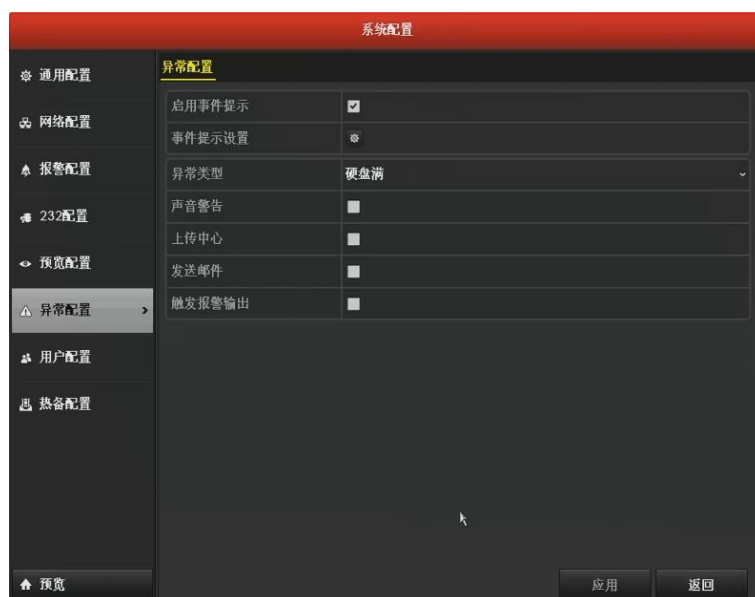 系统配置
通用配置
网络配置
报警配置
232配置
预览配置
异常配置
用户配置
热备配置
预览
异常配置
启用事件提示
事件提示设置
异常类型 硬盘满
声音警告
上传中心
发送邮件
触发报警输出
应用 返回